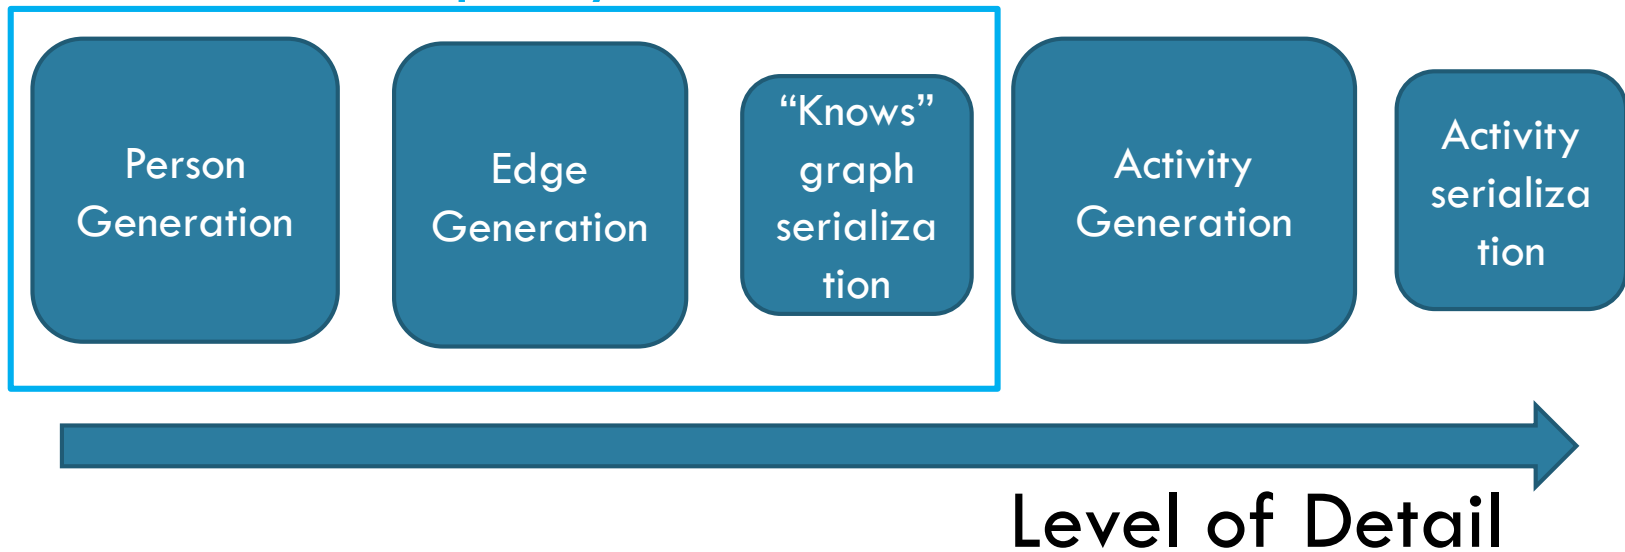 Person
Generation
Edge
Generation
“Knows”
graph
serializa
tion
Activity
Generation
Activity
serializa
tion
Level of Detail